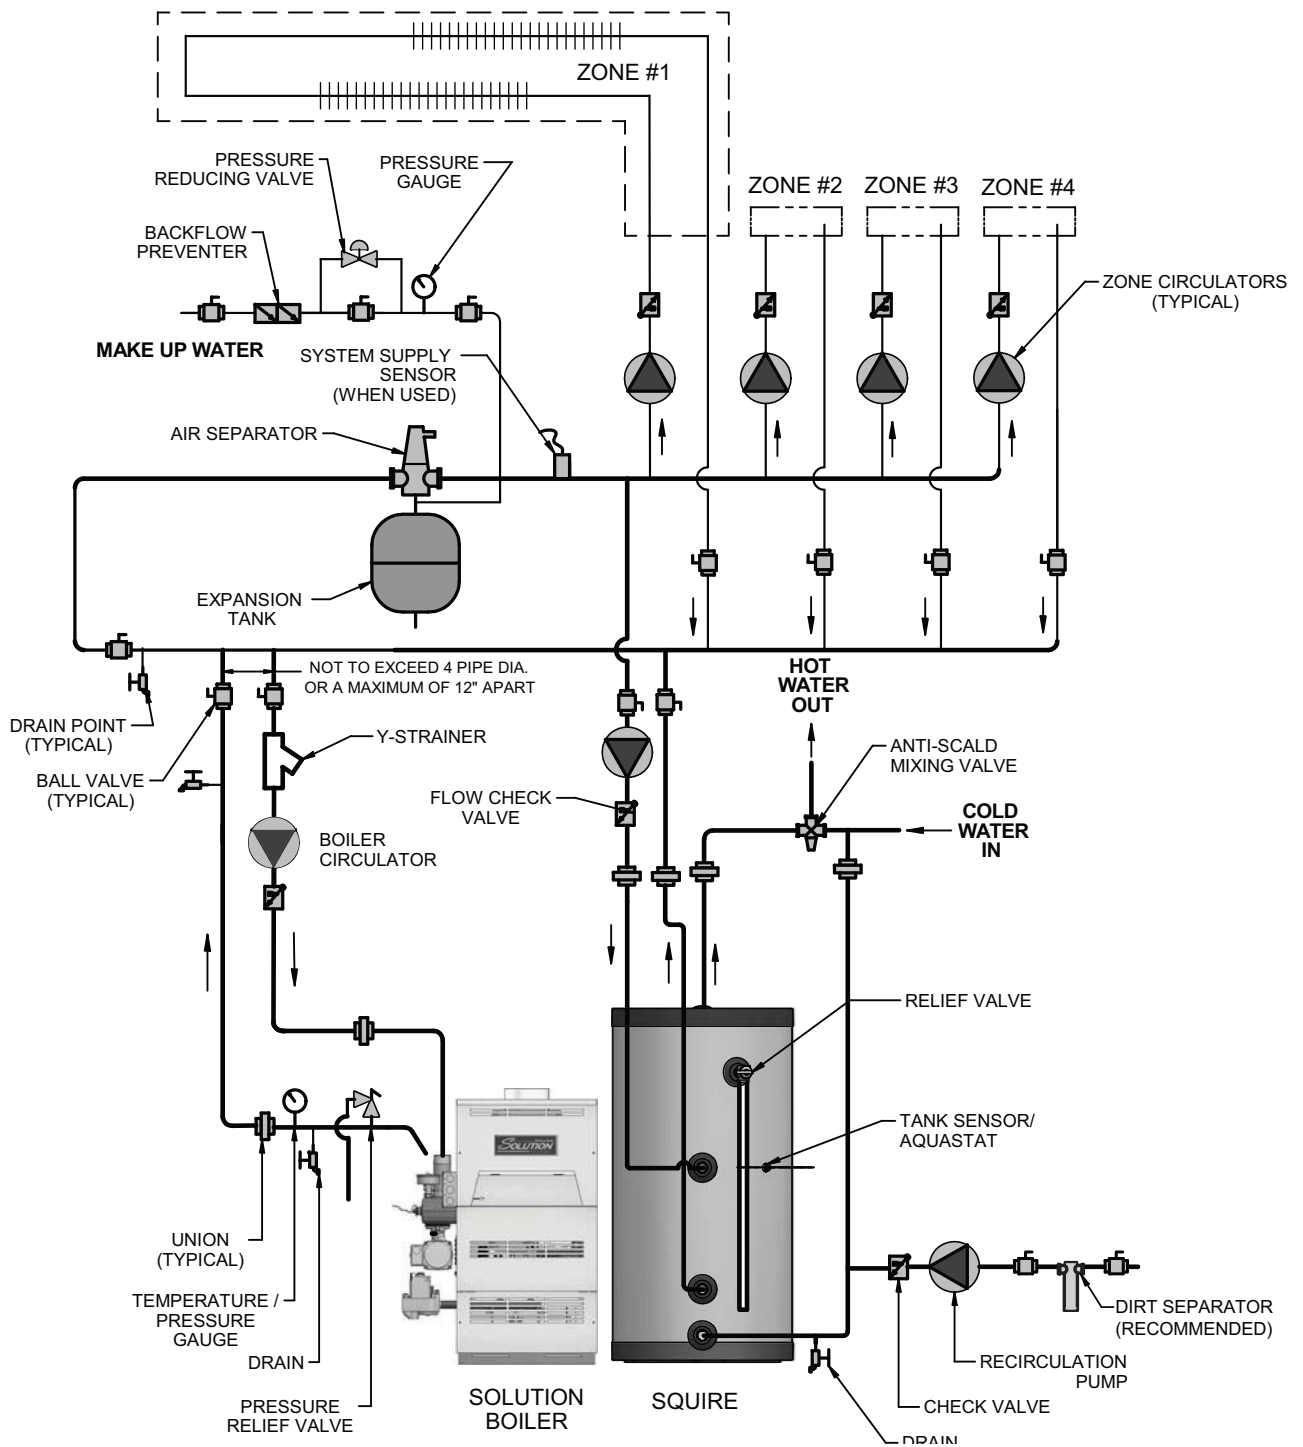 ZONE #1
PRESSURE
REDUCING VALVE
PRESSURE
GAUGE
ZONE #2
ZONE #3
ZONE #4
BACKFLOW
PREVENTER
ZONE CIRCULATORS
(TYPICAL)
MAKE UP WATER
SYSTEM SUPPLY
SENSOR
(WHEN USED)
AIR SEPARATOR
EXPANSION
TANK
NOT TO EXCEED 4 PIPE DIA.
OR A MAXIMUM OF 12" APART
HOT
WATER
OUT
DRAIN POINT
(TYPICAL)
Y-STRAINER
ANTI-SCALD
MIXING VALVE
BALL VALVE
(TYPICAL)
FLOW CHECK
VALVE
COLD
WATER
IN
BOILER
CIRCULATOR
RELIEF VALVE
TANK SENSOR/
AQUASTAT
SOLUTION
UNION
(TYPICAL)
TEMPERATURE /
PRESSURE
GAUGE
DIRT SEPARATOR
(RECOMMENDED)
DRAIN
RECIRCULATION
PUMP
PRESSURE
RELIEF VALVE
SOLUTION
BOILER
SQUIRE
CHECK VALVE
DRAIN